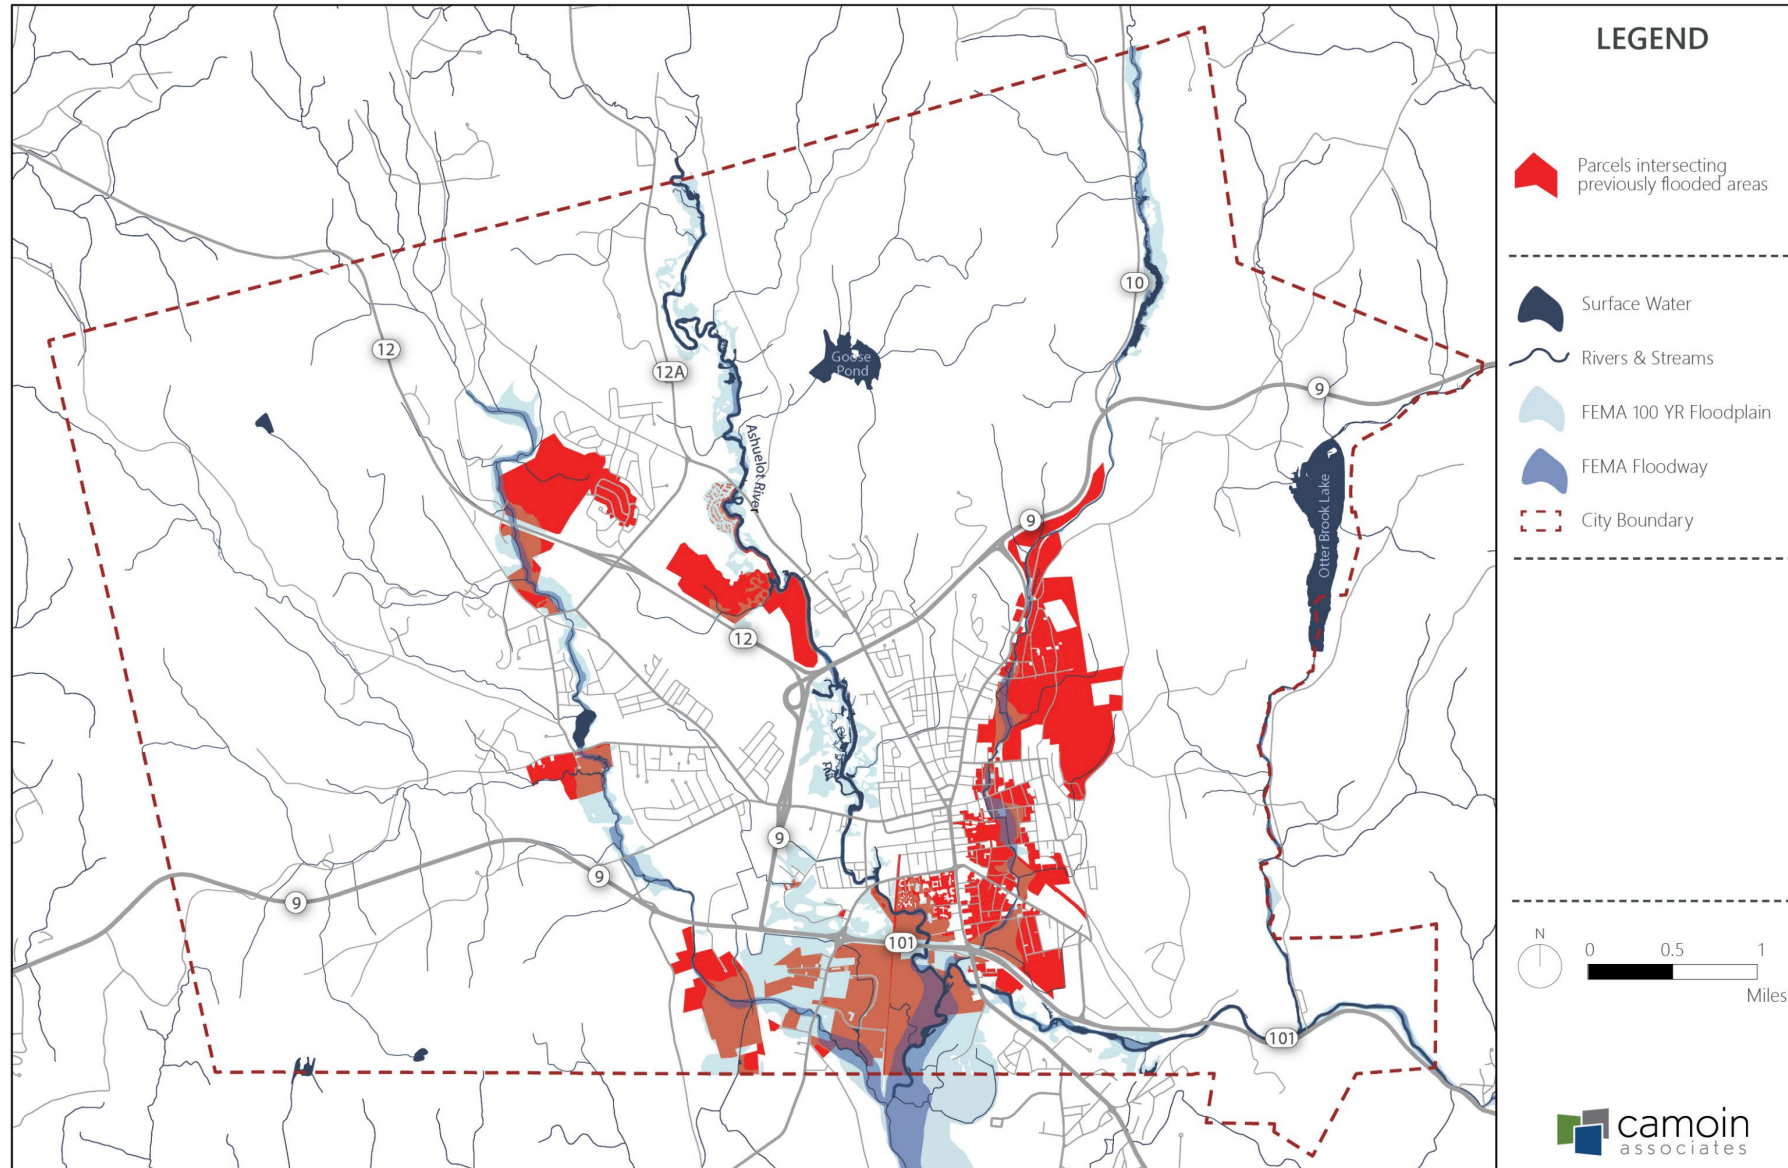 LEGEND
Parcels intersecting
previously flooded areas
Surface Water
Rivers & Streams
FEMA 100 YR Floodplain
FEMA Floodway
City Boundary
N
0 0.5 1
Miles
camoin
associates
10
12
12A
Goose
Pond
9
Ashuelot River
Otter Brook Lake
9
12
9
9
9
101
101